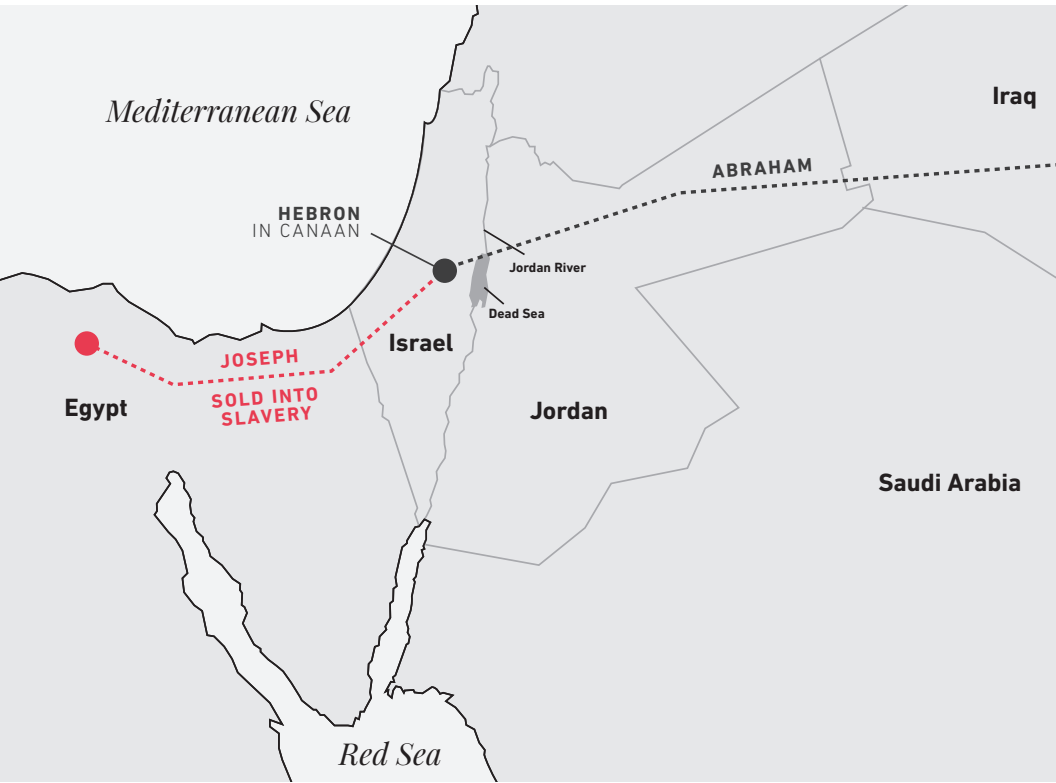 Mediterranean Sea
Iraq
ABRAHAM
HEBRON
IN CANAAN
Jordan River
Dead Sea
Israel
JOSEPH
SOLD INTO
SLAVERY
Egypt
Jordan
Saudi Arabia
Red Sea